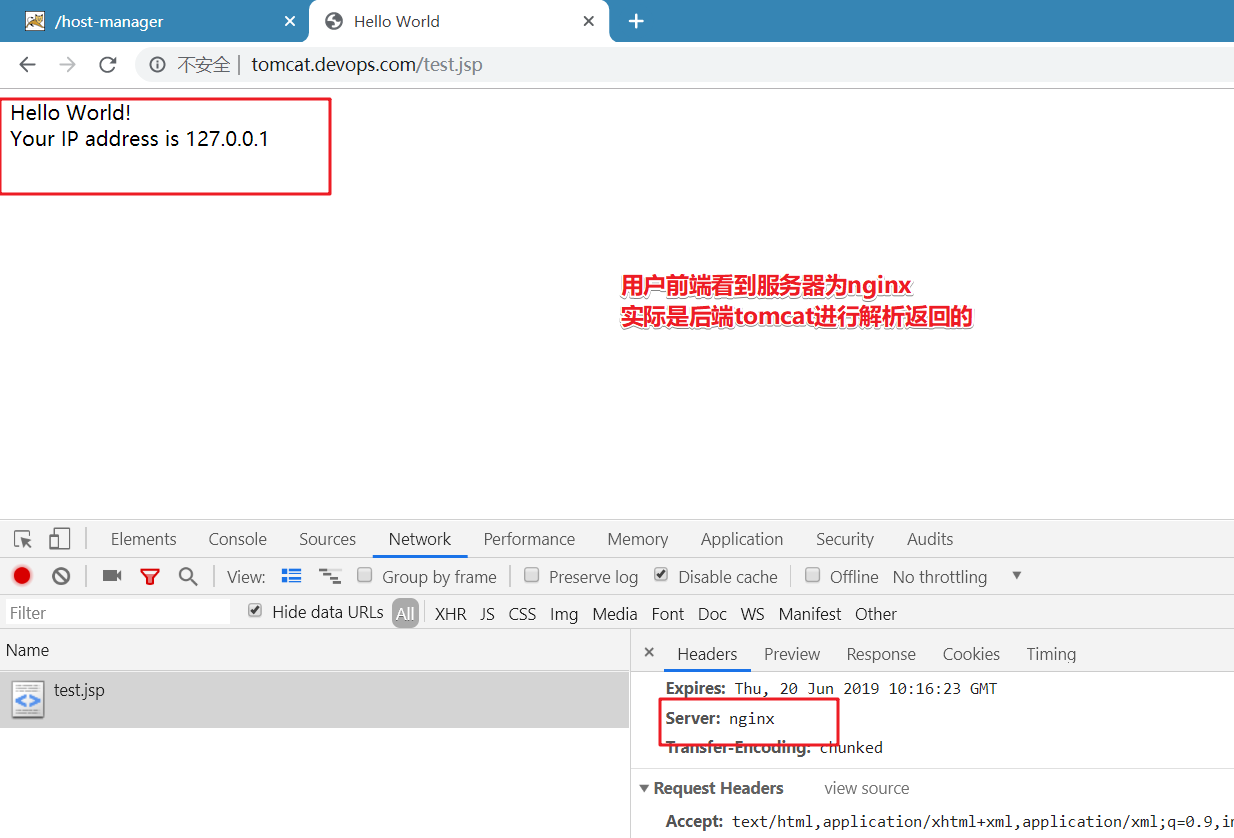 /host-manager
Hello World
不安全 | tomcat.devops.com/test.jsp
Hello World!
Your IP address is 127.0.0.1
用户前端看到服务器为nginx
实际是后端tomcat进行解析返回的
Elements Console Sources Network Performance Memory Application Security Audits
View: Group by frame Preserve log Disable cache Offline No throttling
Filter Hide data URLs All XHR JS CSS Img Media Font Doc WS Manifest Other
Name
Headers Preview Response Cookies Timing
test.jsp
Expires: Thu, 20 Jun 2019 10:16:23 GMT
Server: nginx
Transfer-Encoding: chunked
Request Headers view source
Accept: text/html,application/xhtml+xml,application/xml;q=0.9,i